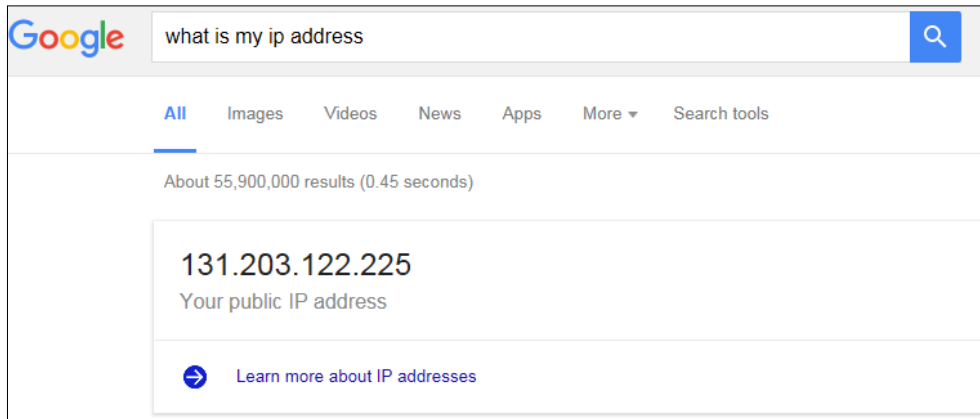 Google what is my ip address
All Images Videos News Apps More Search tools
About 55,900,000 results (0.45 seconds)
131.203.122.225
Your public IP address
Learn more about IP addresses